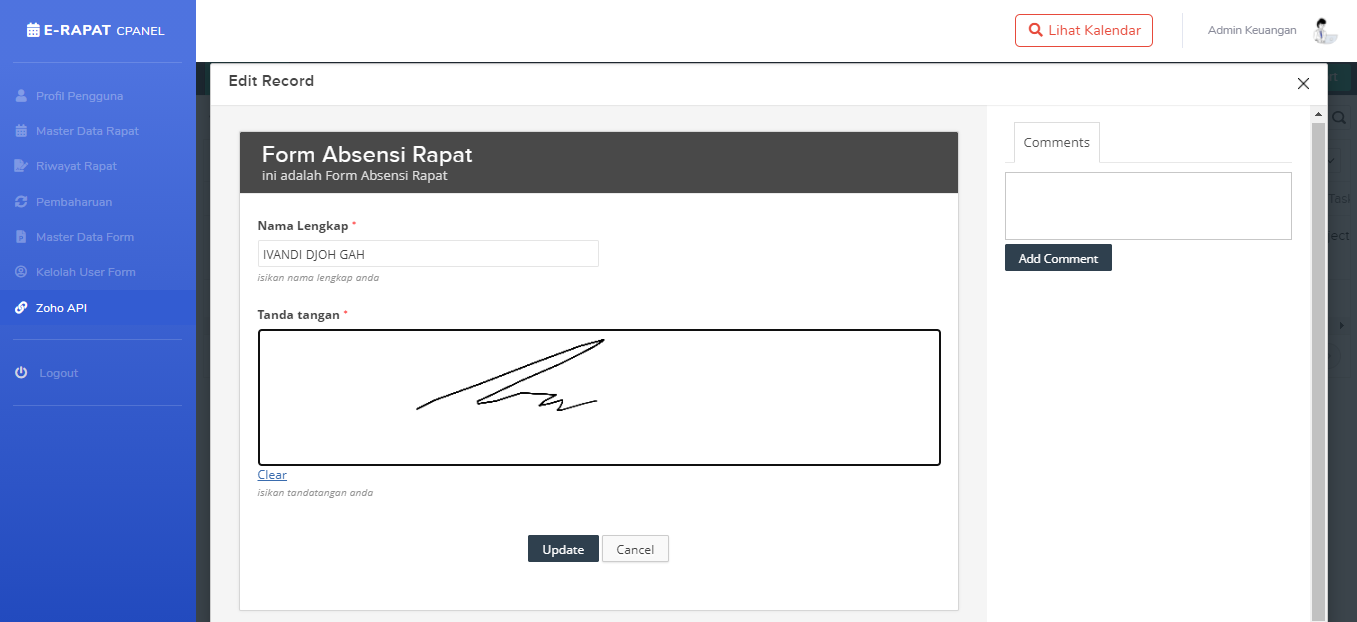 E-RAPAT CPANEL
Lihat Kalendar
Admin Keuangan
Profil Pengguna
Master Data Rapat
Riwayat Rapat
Pembaharuan
Master Data Form
Kelolah User Form
Zoho API
Logout
Edit Record
Form Absensi Rapat
ini adalah Form Absensi Rapat
Nama Lengkap *
IVANDI DJOH GAH
isikan nama lengkap anda
Tanda tangan *
Clear
isikan tandatangan anda
Update
Cancel
Comments
Add Comment